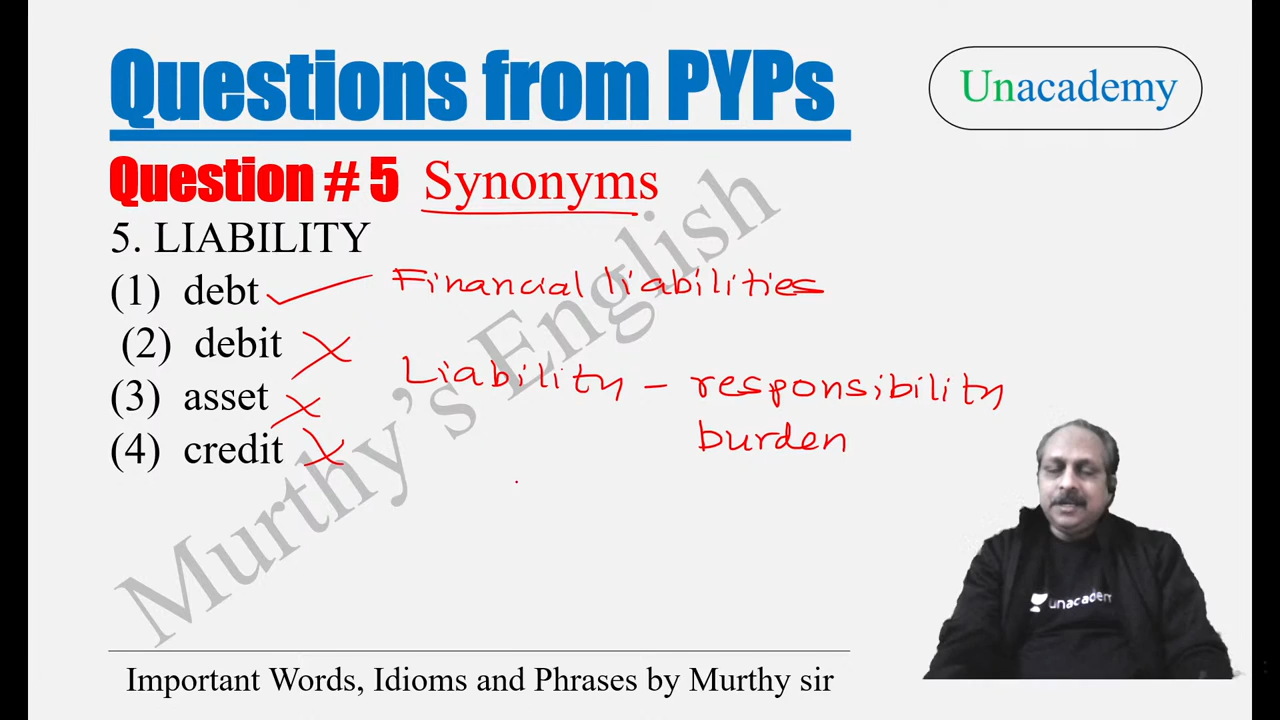 Questions from PYPs
Unacademy
Question # 5 Synonyms
5. LIABILITY
(1) debt Financial liabilities
(2) debit
Liability – responsibility
(3) asset
burden
(4) credit
Murthy's English
unacademy
Important Words, Idioms and Phrases by Murthy sir